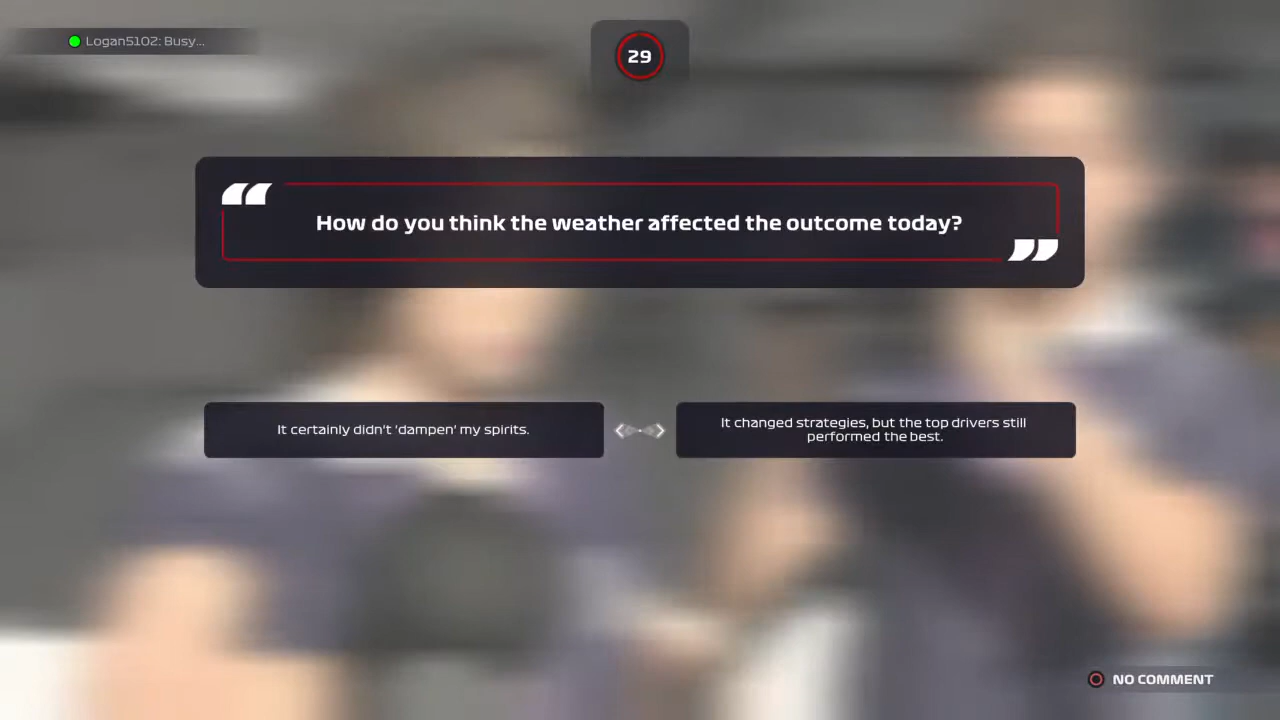 Logan5102: Busy...
29
How do you think the weather affected the outcome today?
It certainly didn't 'dampen' my spirits.
It changed strategies, but the top drivers still
performed the best.
NO COMMENT